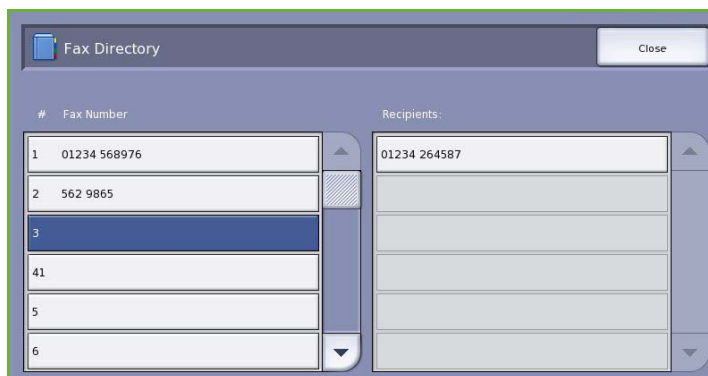 Fax Directory
Close
# Fax Number
Recipients:
1 01234 568976
01234 264587
2 562 9865
3
41
5
6